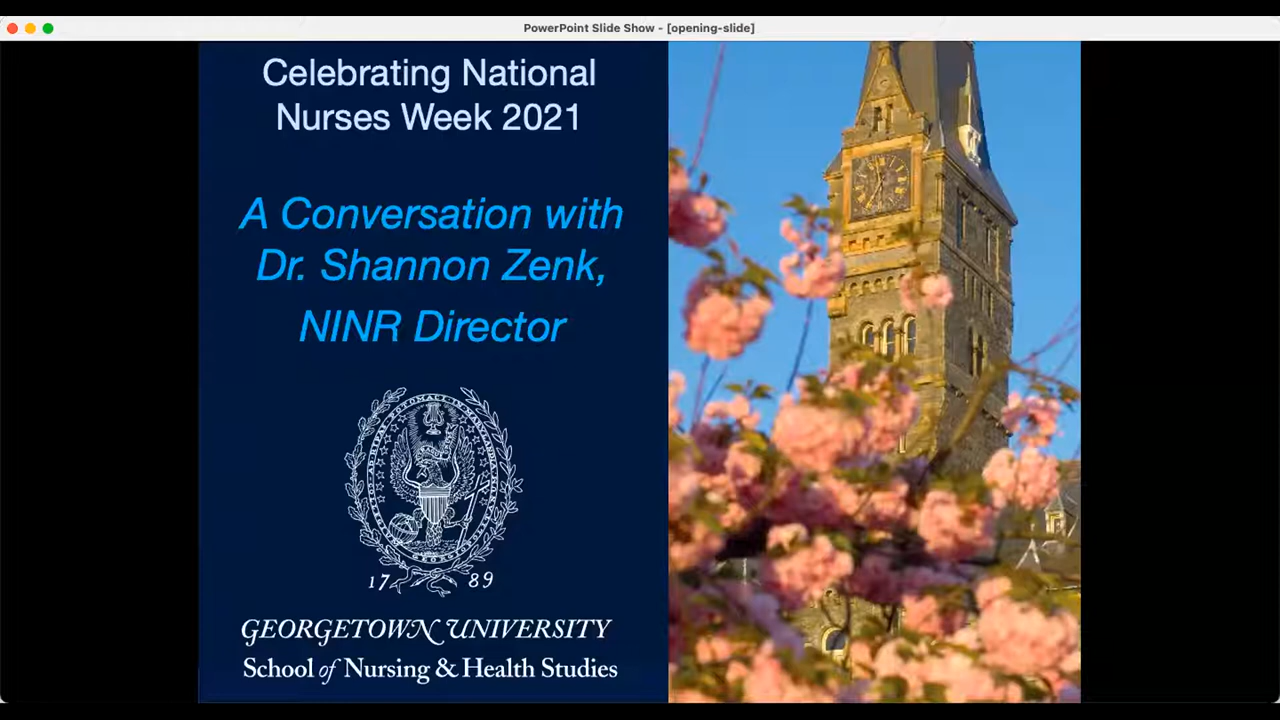 PowerPoint Slide Show - [opening-slide]
Celebrating National
Nurses Week 2021
A Conversation with
Dr. Shannon Zenk,
NINR Director
17 89
GEORGETOWN UNIVERSITY
School of Nursing & Health Studies